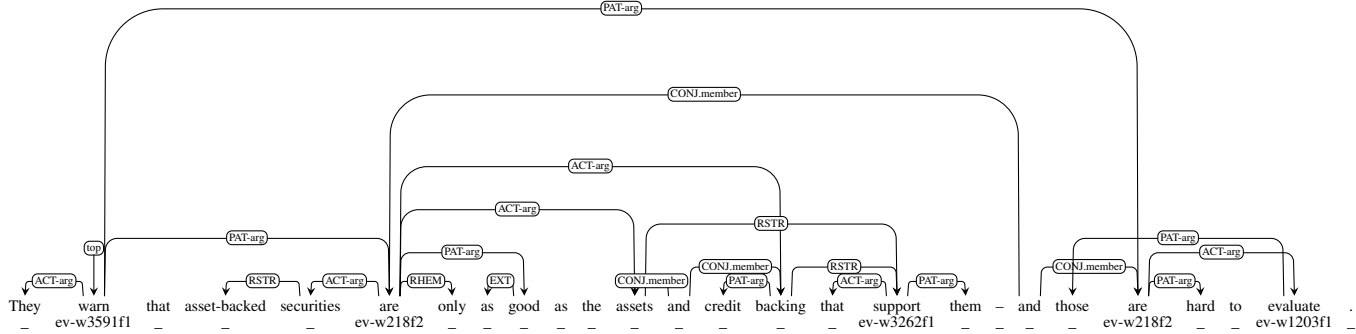 PAT-arg
CONJ.member
ACT-arg
ACT-arg
RSTR
PAT-arg PAT-arg
top PAT-arg ACT-arg
CONJ.member RSTR CONJ.member
ACT-arg RSTR ACT-arg RHEM EXT CONJ.member PAT-arg ACT-arg PAT-arg PAT-arg
They warn that asset-backed securities are only as good as the assets and credit backing that support them – and those are hard to evaluate .
_ ev-w3591f1 _ _ _ ev-w218f2 _ _ _ _ _ _ _ _ _ _ ev-w3262f1 _ _ _ _ ev-w218f2 _ _ ev-w1203f1 _